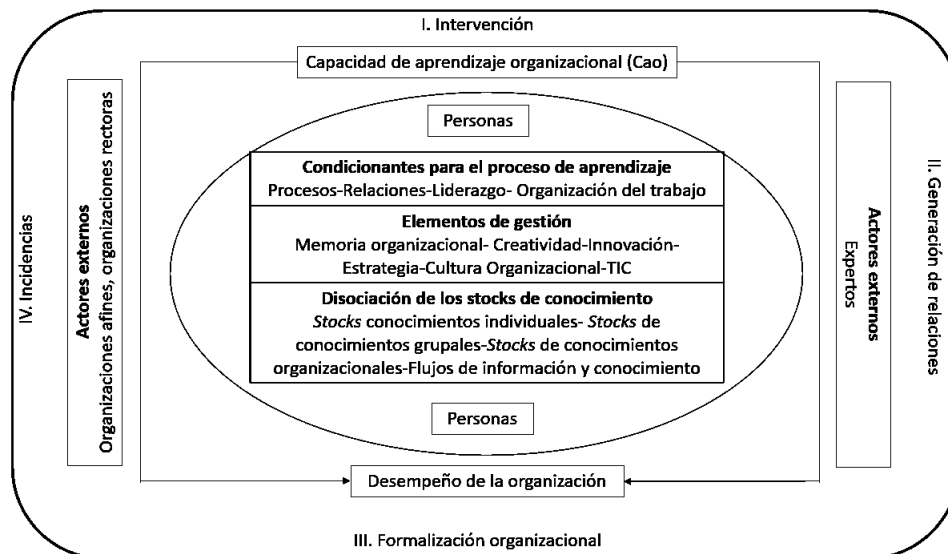 I. Intervención
Capacidad de aprendizaje organizacional (Cao)
Personas
Condicionantes para el proceso de aprendizaje
Procesos-Relaciones-Liderazgo- Organización del trabajo
Elementos de gestión
Memoria organizacional- Creatividad-Innovación-
Estrategia-Cultura Organizacional-TIC
Disociación de los stocks de conocimiento
Stocks conocimientos individuales- Stocks de
conocimientos grupales-Stocks de conocimientos
organizacionales-Flujos de información y conocimiento
Personas
Desempeño de la organización
IV. Incidencias
Actores externos
Organizaciones afines, organizaciones rectoras
Actores externos
Expertos
II. Generación de relaciones
III. Formalización organizacional